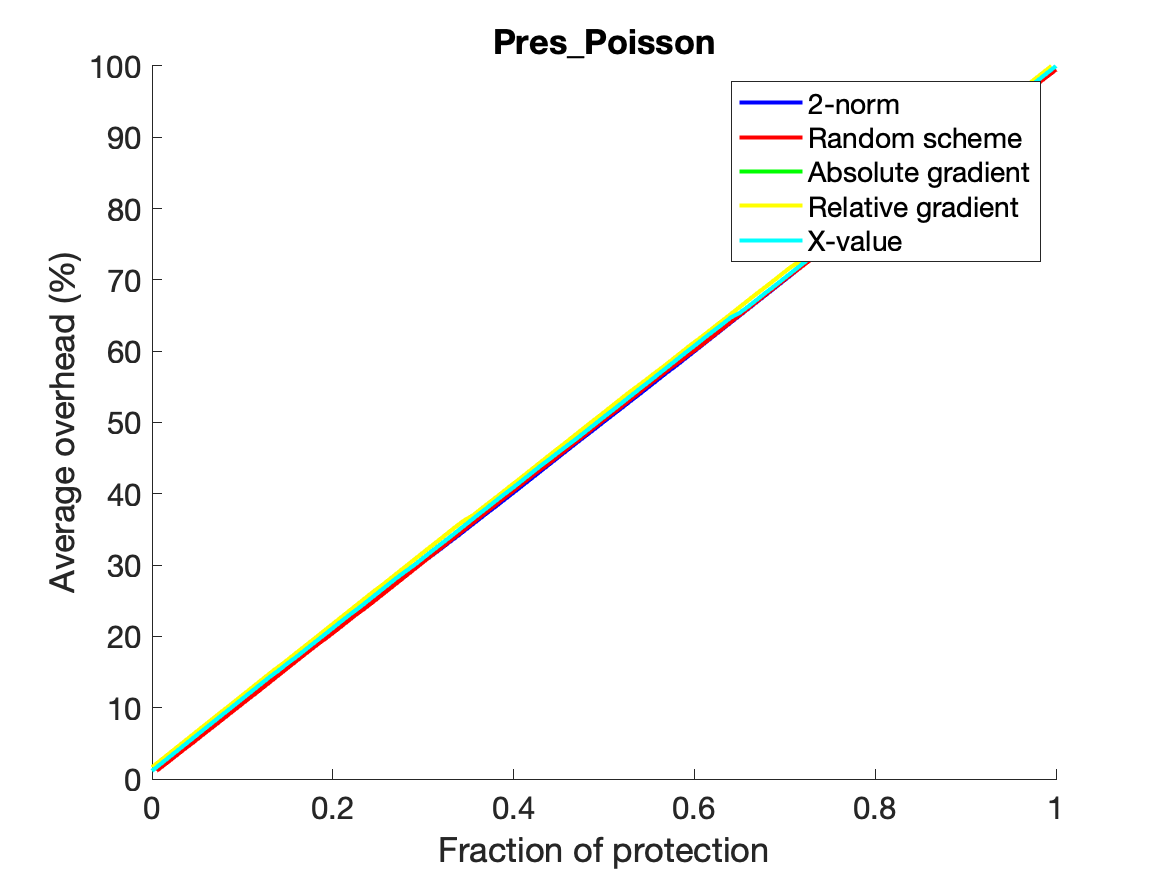 Pres_Poisson
100
90
80
70
60
50
40
30
20
10
0
Average overhead (%)
2-norm
Random scheme
Absolute gradient
Relative gradient
X-value
0 0.2 0.4 0.6 0.8 1
Fraction of protection